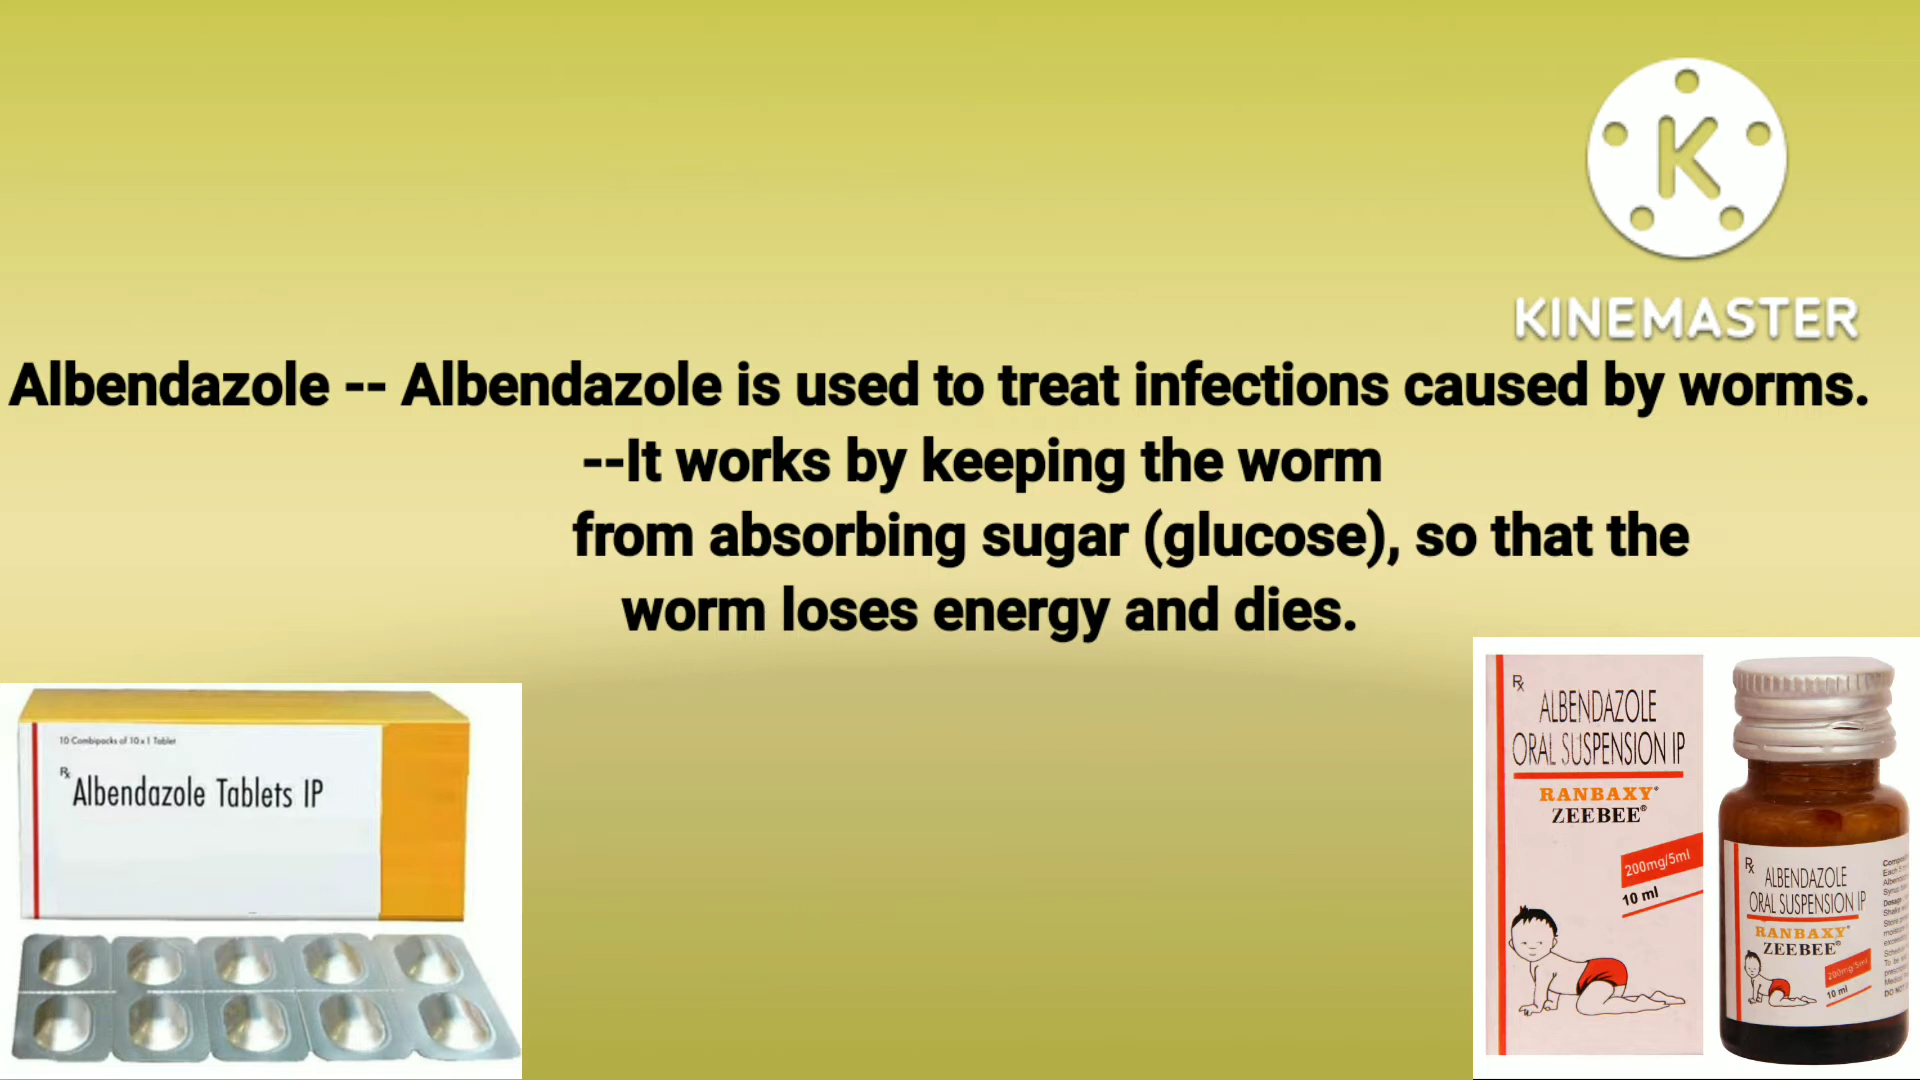 KINEMASTER
Albendazole -- Albendazole is used to treat infections caused by worms.
--It works by keeping the worm
from absorbing sugar (glucose), so that the
worm loses energy and dies.
10 Combipacks of 10 x 1 Tablet
Rx
Albendazole Tablets IP
Rx
ALBENDAZOLE
ORAL SUSPENSION IP
RANBAXY®
ZEEBEE®
200mg/5ml
10 ml
Rx
ALBENDAZOLE
ORAL SUSPENSION IP
RANBAXY®
ZEEBEE®
200mg/5ml
10 ml